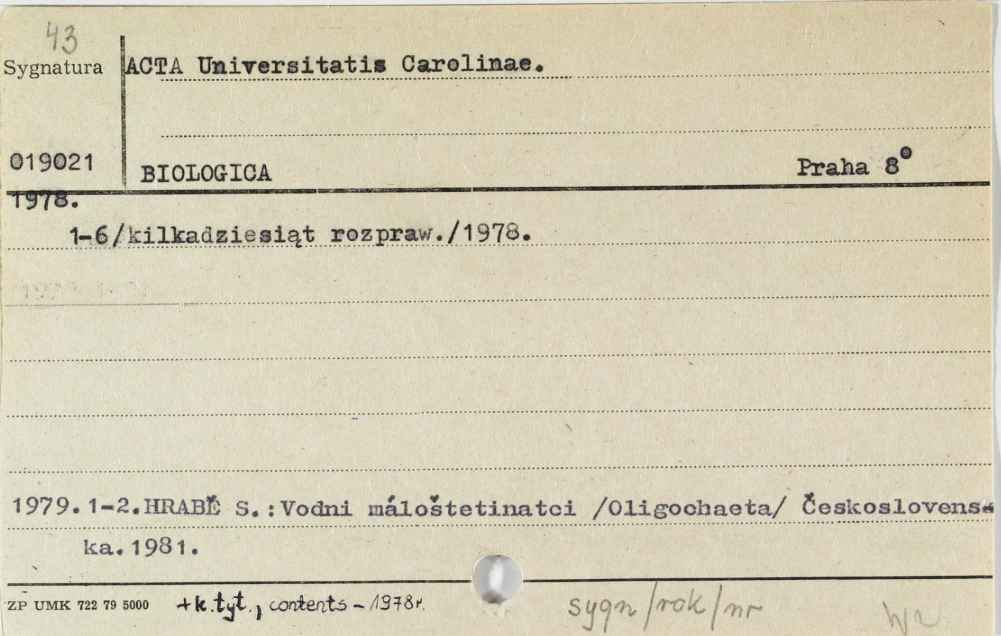 43
Sygnatura ACTA Universitatis Carolinae.
019021 BIOLOGICA Praha 8°
1978.
1-6/kilkadziesiąt rozpraw./1978.
1979. 1-2. HRABĚ S.: Vodni máloštetinatci /Oligochaeta/ Československa
ka. 1981.
ZP UMK 722 79 5000 +k.tyt., contents - 1978r. sygn/rok/nr